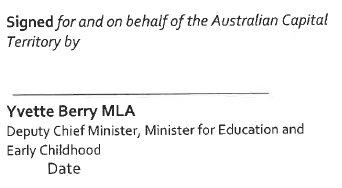 Signed for and on behalf of the Australian Capital
Territory by
Yvette Berry MLA
Deputy Chief Minister, Minister for Education and
Early Childhood
Date